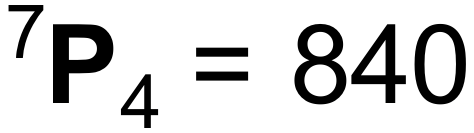 ⁷P₄ = 840